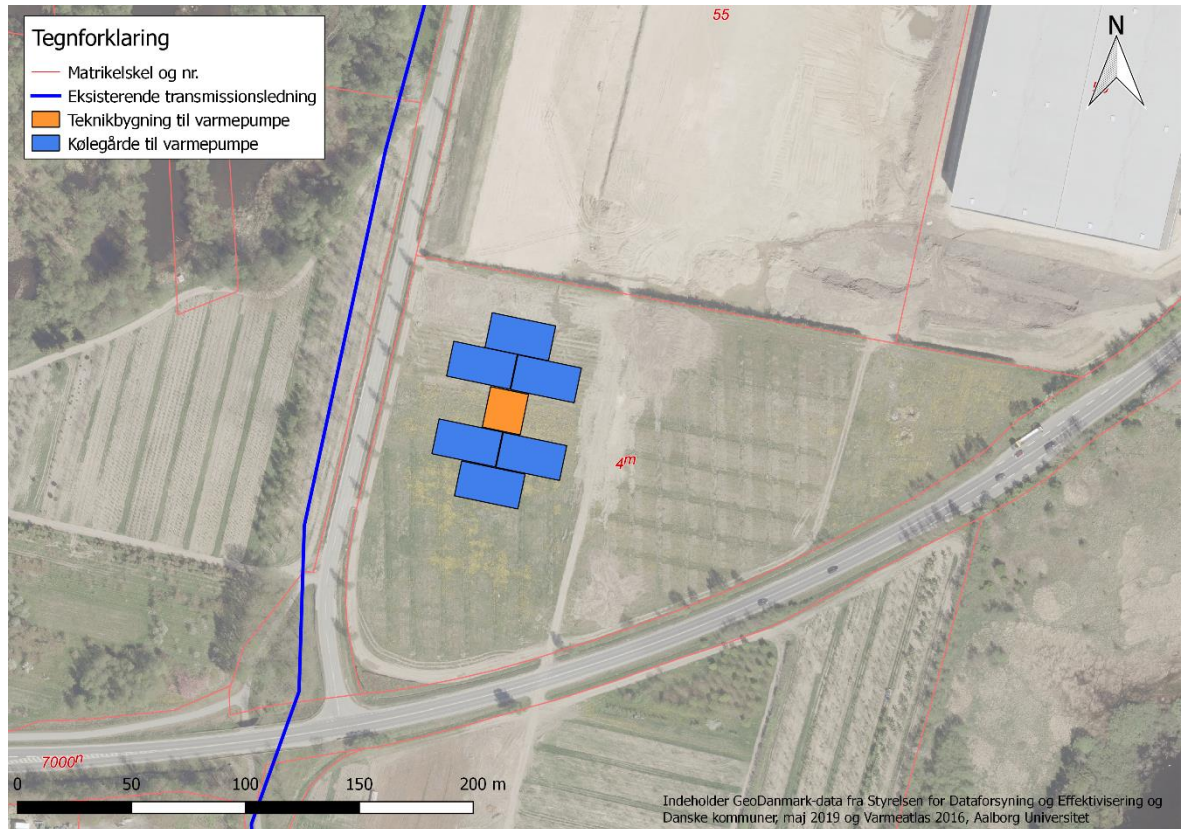 Tegnforklaring
Matrikelskel og nr.
Eksisterende transmissionsledning
Teknikbygning til varmepumpe
Kølegårde til varmepumpe
55
N
4m
7000n
0 50 100 150 200 m
Indeholder GeoDanmark-data fra Styrelsen for Dataforsyning og Effektivisering og
Danske kommuner, maj 2019 og Varmeatlas 2016, Aalborg Universitet